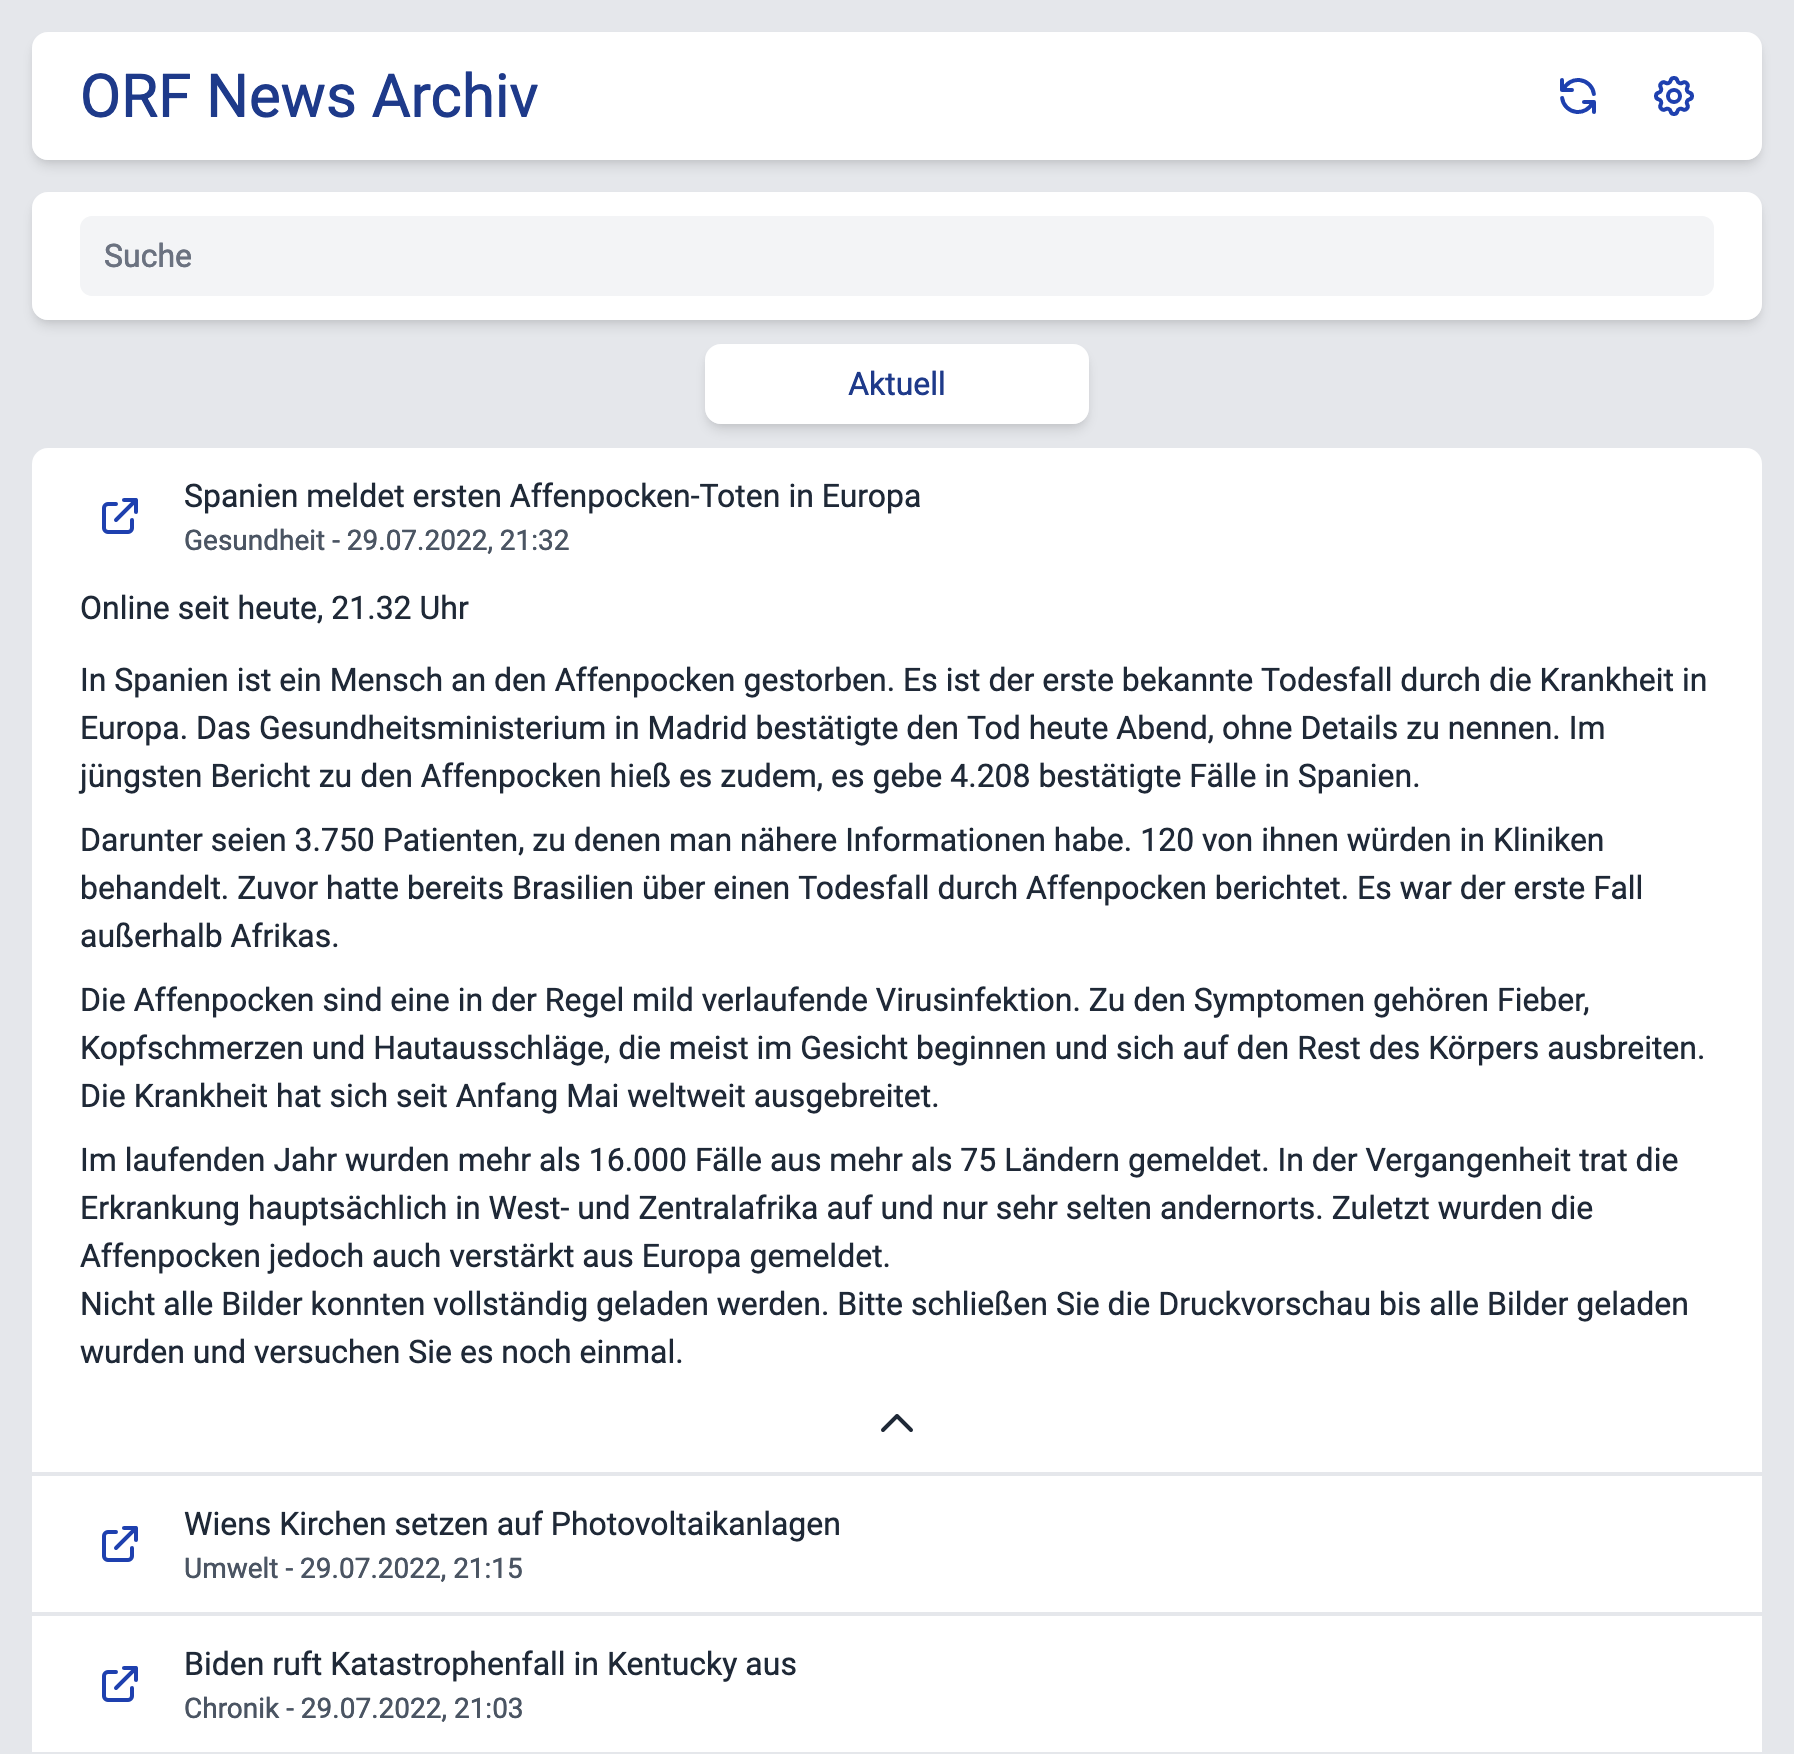 ORF News Archiv
Suche
Aktuell
Spanien meldet ersten Affenpocken-Toten in Europa
Gesundheit - 29.07.2022, 21:32
Online seit heute, 21.32 Uhr
In Spanien ist ein Mensch an den Affenpocken gestorben. Es ist der erste bekannte Todesfall durch die Krankheit in
Europa. Das Gesundheitsministerium in Madrid bestätigte den Tod heute Abend, ohne Details zu nennen. Im
jüngsten Bericht zu den Affenpocken hieß es zudem, es gebe 4.208 bestätigte Fälle in Spanien.
Darunter seien 3.750 Patienten, zu denen man nähere Informationen habe. 120 von ihnen würden in Kliniken
behandelt. Zuvor hatte bereits Brasilien über einen Todesfall durch Affenpocken berichtet. Es war der erste Fall
außerhalb Afrikas.
Die Affenpocken sind eine in der Regel mild verlaufende Virusinfektion. Zu den Symptomen gehören Fieber,
Kopfschmerzen und Hautausschläge, die meist im Gesicht beginnen und sich auf den Rest des Körpers ausbreiten.
Die Krankheit hat sich seit Anfang Mai weltweit ausgebreitet.
Im laufenden Jahr wurden mehr als 16.000 Fälle aus mehr als 75 Ländern gemeldet. In der Vergangenheit trat die
Erkrankung hauptsächlich in West- und Zentralafrika auf und nur sehr selten andernorts. Zuletzt wurden die
Affenpocken jedoch auch verstärkt aus Europa gemeldet.
Nicht alle Bilder konnten vollständig geladen werden. Bitte schließen Sie die Druckvorschau bis alle Bilder geladen
wurden und versuchen Sie es noch einmal.
Wiens Kirchen setzen auf Photovoltaikanlagen
Umwelt - 29.07.2022, 21:15
Biden ruft Katastrophenfall in Kentucky aus
Chronik - 29.07.2022, 21:03